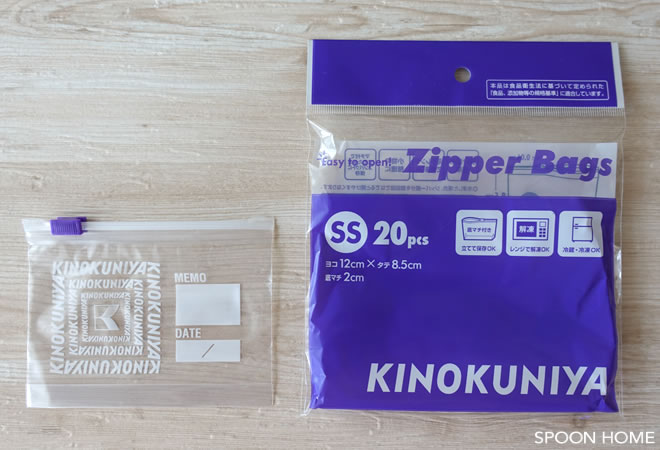 本品は食品衛生法に基づいて定められた
「食品、添加物等の規格基準」に適合しています。
Easy to open!
Zipper Bags
SS 20pcs
ヨコ12cm×タテ8.5cm
底マチ2cm
底マチ付き
立てて保存OK
解凍
レンジで解凍OK
冷蔵・冷凍OK
KINOKUNIYA
KINOKUNIYA
KINOKUNIYA
KINOKUNIYA
KINOKUNIYA
MEMO
DATE
/
SPOON HOME